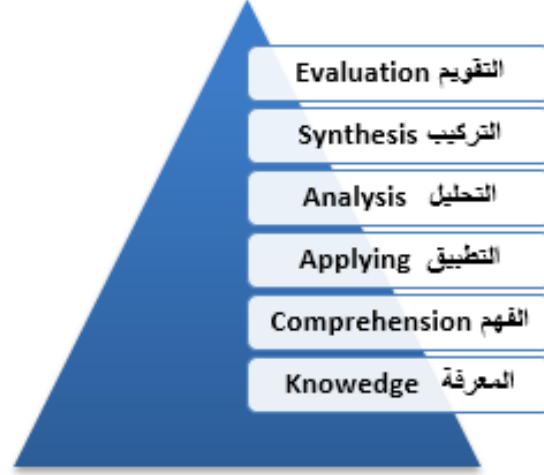 Evaluation التقويم
Synthesis التركيب
Analysis التحليل
Applying التطبيق
Comprehension الفهم
Knowedge المعرفة